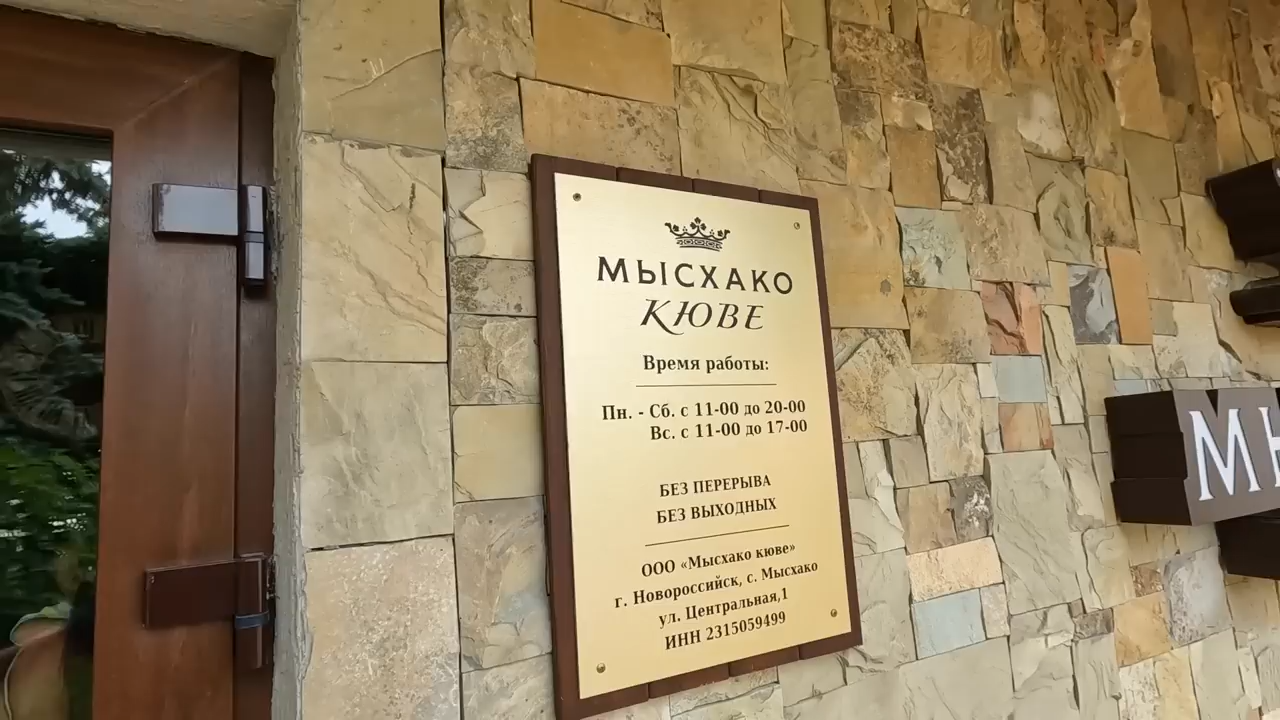 МЫСХАКО
КЮВЕ
Время работы:
Пн. - Сб. с 11-00 до 20-00
Вс. с 11-00 до 17-00
БЕЗ ПЕРЕРЫВА
БЕЗ ВЫХОДНЫХ
ООО «Мысхако кюве»
г. Новороссийск, с. Мысхако
ул. Центральная,1
ИНН 2315059499